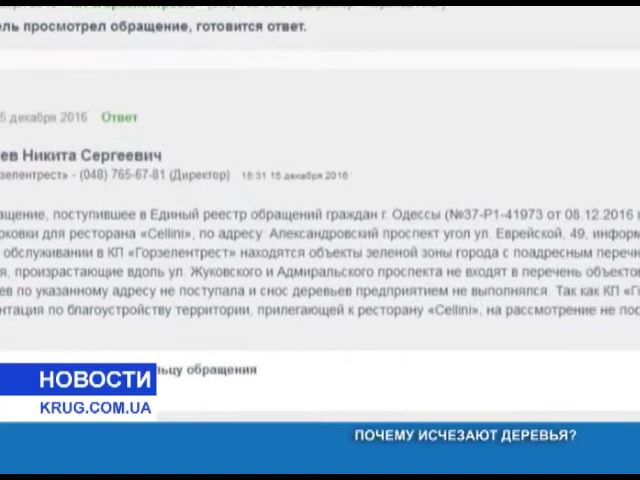 ель просмотрел обращение, готовится ответ.
5 декабря 2016 Ответ
ев Никита Сергеевич
зелентрест» - (048) 765-67-81 (Директор) 16:31 15 декабря 2016
ащение, поступившее в Единый реестр обращений граждан г. Одессы (№37-Р1-41973 от 08.12.2016
рковки для ресторана «Cellini», по адресу: Александровский проспект угол ул. Еврейской, 49, информ
обслуживании в КП «Горзелентрест» находятся объекты зеленой зоны города с поадресным перечн
я, произрастающие вдоль ул. Жуковского и Адмиральского проспекта не входят в перечень объектов
ев по указанному адресу не поступала и снос деревьев предприятием не выполнялся. Так как КП «Г
ентация по благоустройству территории, прилегающей к ресторану «Cellini», на рассмотрение не пос
льцу обращения
НОВОСТИ
KRUG.COM.UA
ПОЧЕМУ ИСЧЕЗАЮТ ДЕРЕВЬЯ?